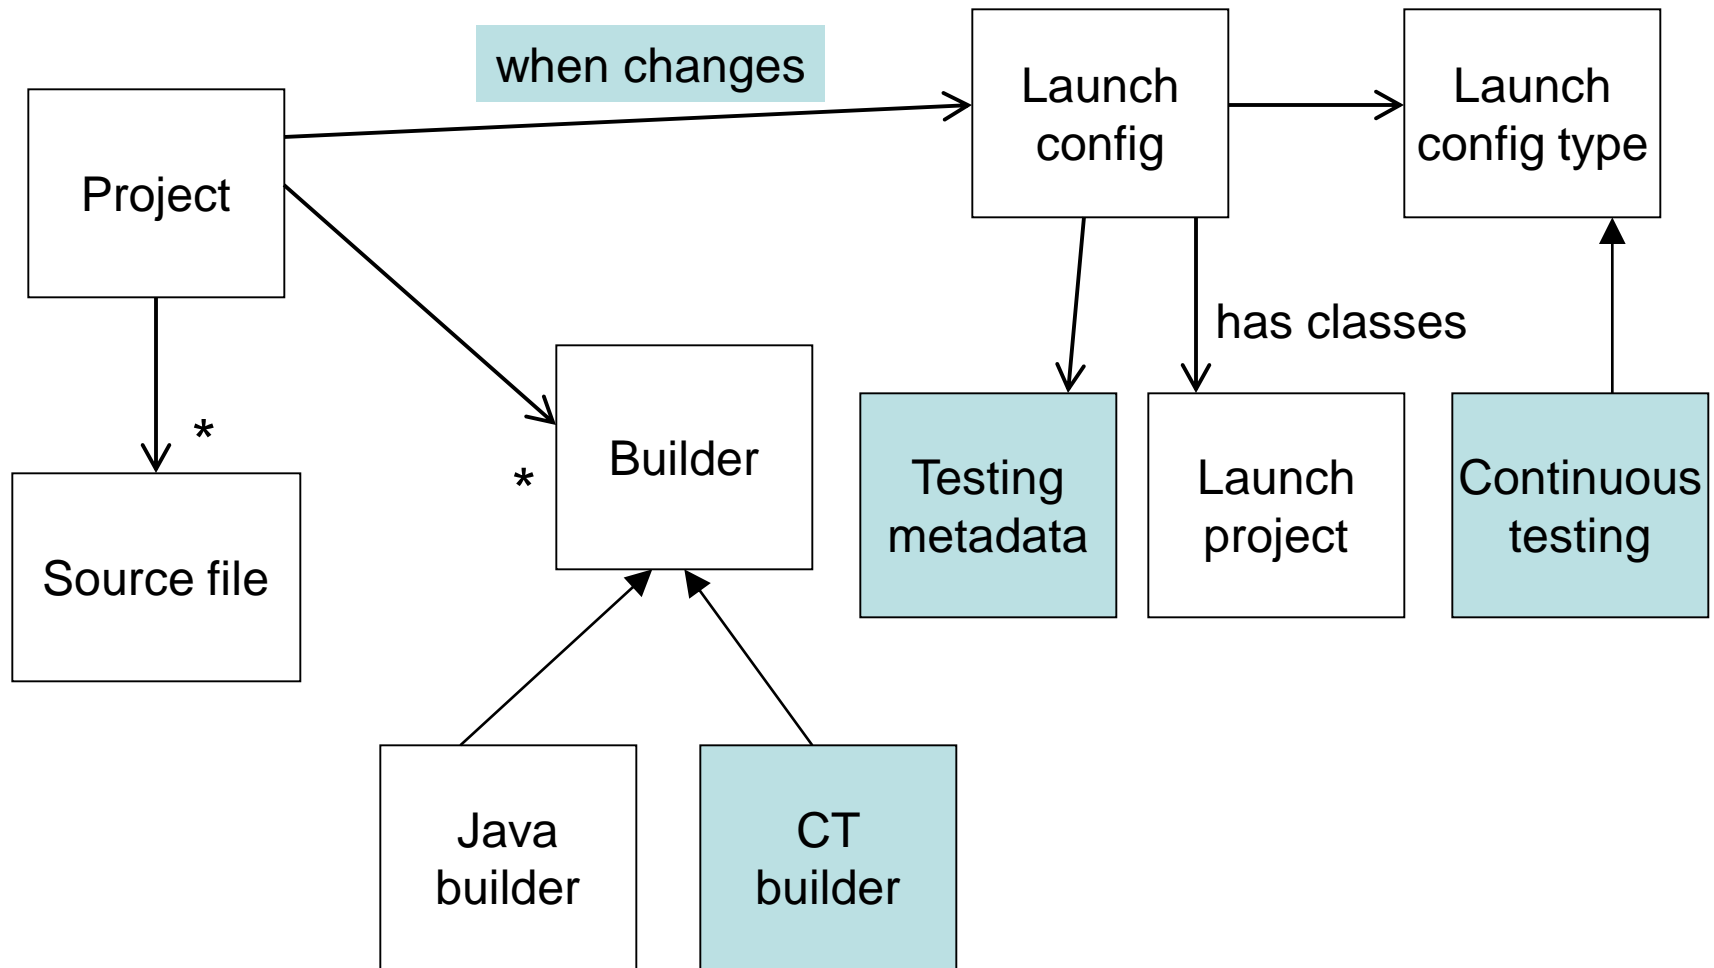 when changes
Launch
config
Launch
config type
Project
has classes
*
Source file
*
Builder
Testing
metadata
Launch
project
Continuous
testing
Java
builder
CT
builder